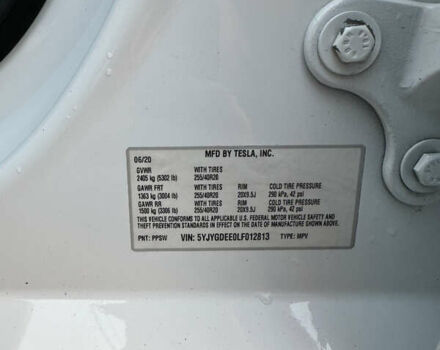 MFD BY TESLA, INC.
06/20
GVWR WITH TIRES
2405 kg (5302 lb) 255/40R20
GAWR FRT WITH TIRES RIM COLD TIRE PRESSURE
1363 kg (3004 lb) 255/40R20 20X9.5J 290 kPa, 42 psi
GAWR RR WITH TIRES RIM COLD TIRE PRESSURE
1500 kg (3306 lb) 255/40R20 20X9.5J 290 kPa, 42 psi
THIS VEHICLE CONFORMS TO ALL APPLICABLE U.S. FEDERAL MOTOR VEHICLE SAFETY AND
THEFT PREVENTION STANDARDS IN EFFECT ON THE DATE OF MANUFACTURE SHOWN ABOVE.
PNT: PPSW VIN: 5YJYGDEE0LF012813 TYPE: MPV